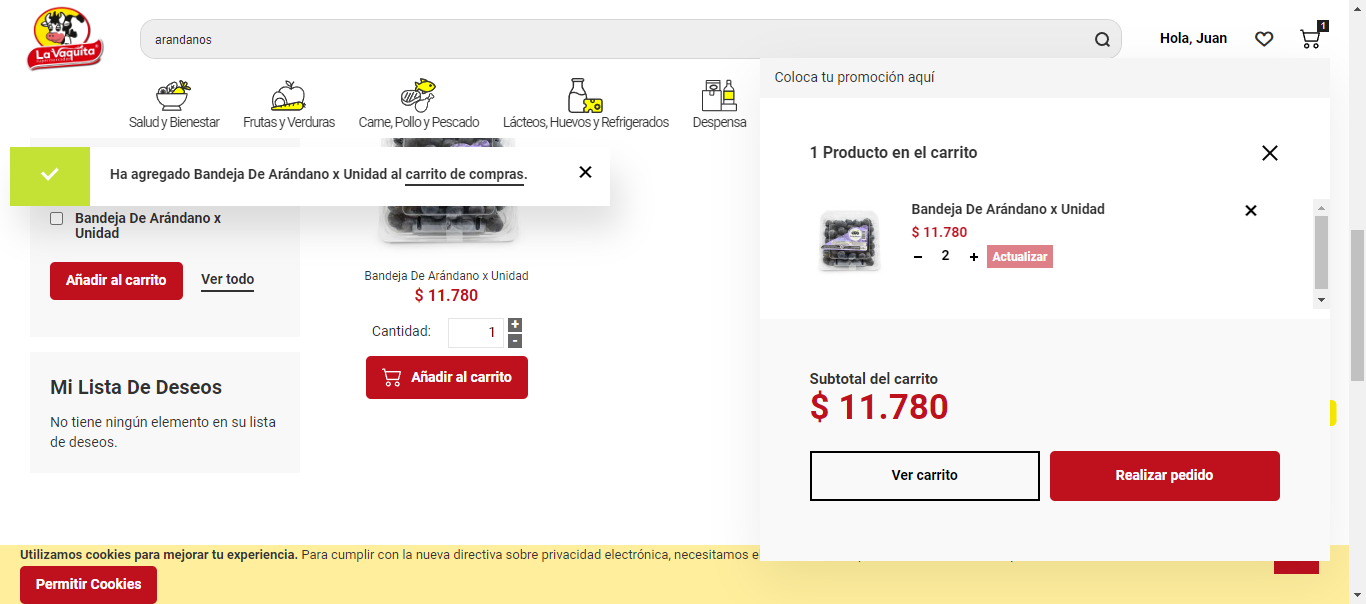 La Vaquita
arandanos
Hola, Juan
1
Salud y Bienestar
Frutas y Verduras
Carne, Pollo y Pescado
Lácteos, Huevos y Refrigerados
Despensa
Coloca tu promoción aquí
1 Producto en el carrito
Bandeja De Arándano x Unidad
$ 11.780
2
Actualizar
Subtotal del carrito
$ 11.780
Ver carrito
Realizar pedido
Ha agregado Bandeja De Arándano x Unidad al carrito de compras.
Bandeja De Arándano x
Unidad
Añadir al carrito
Ver todo
Mi Lista De Deseos
No tiene ningún elemento en su lista
de deseos.
Bandeja De Arándano x Unidad
$ 11.780
Cantidad:
1
Añadir al carrito
Utilizamos cookies para mejorar tu experiencia. Para cumplir con la nueva directiva sobre privacidad electrónica, necesitamos
Permitir Cookies